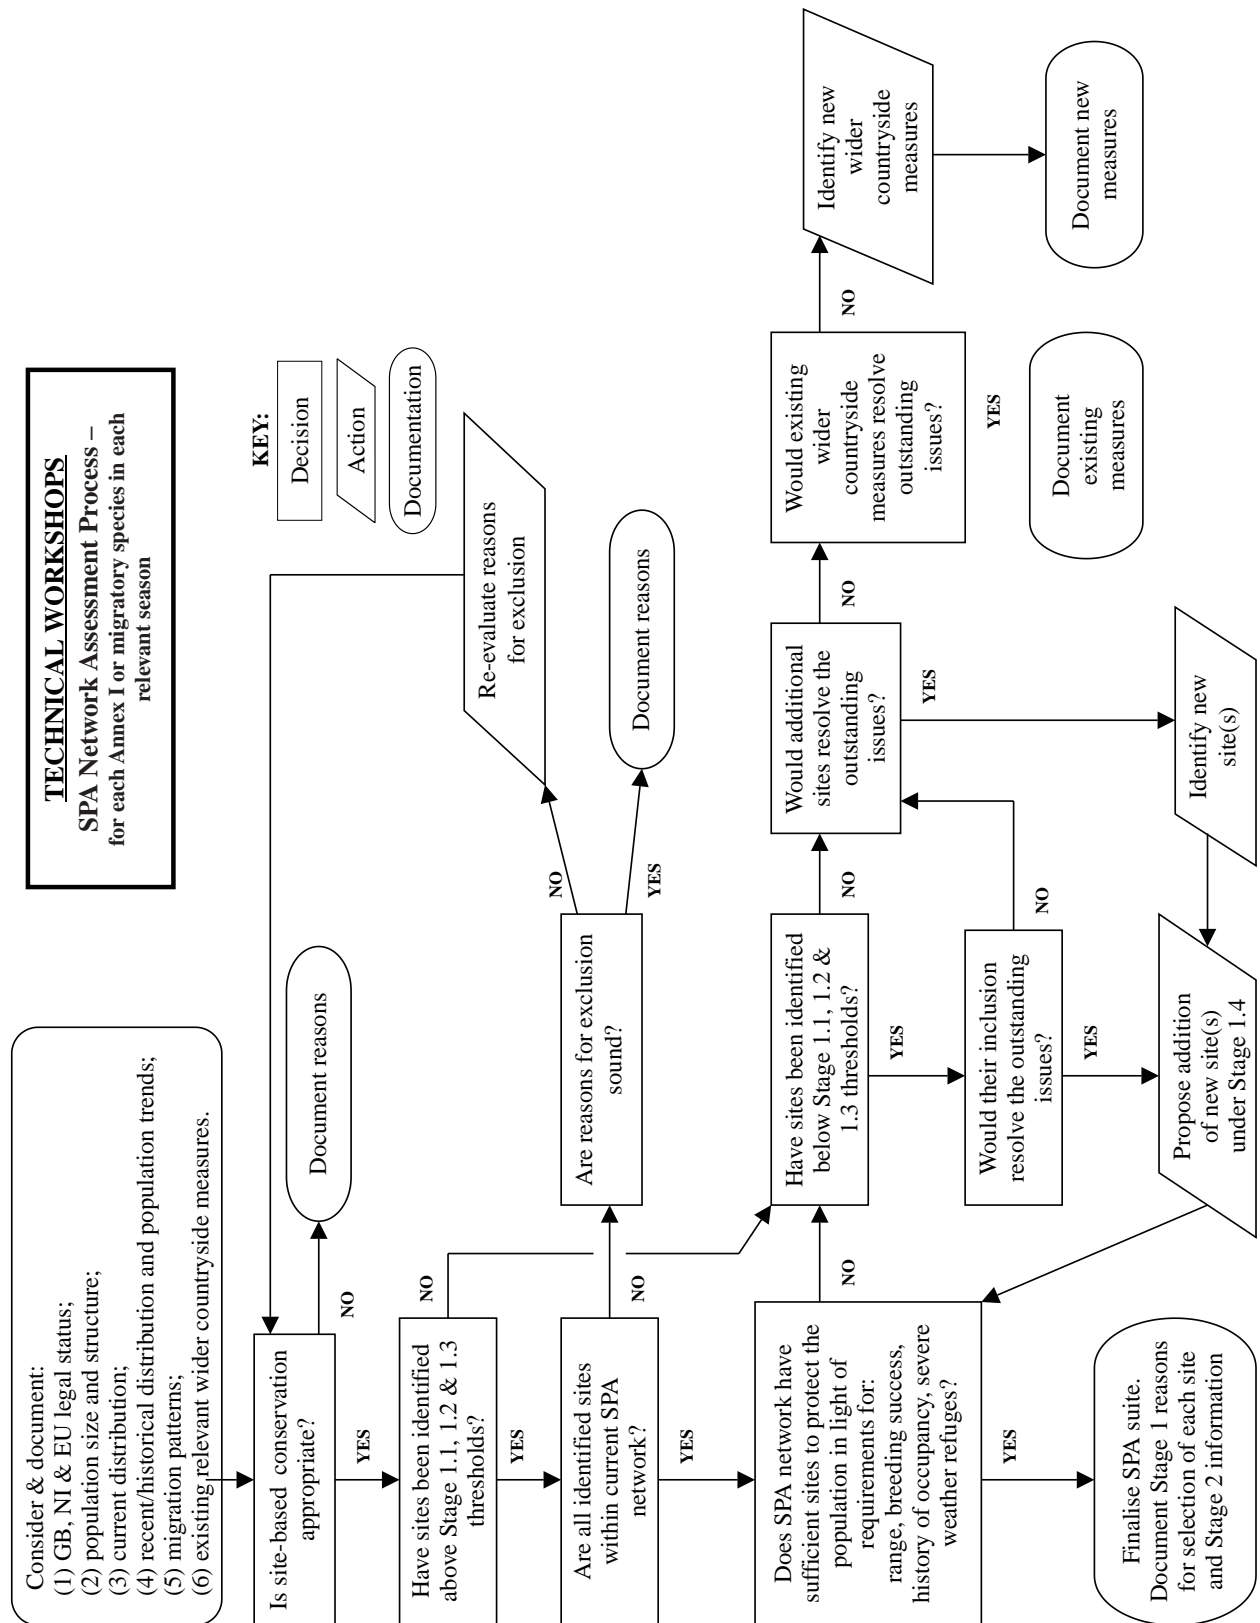 TECHNICAL WORKSHOPS
SPA Network Assessment Process –
for each Annex I or migratory species in each
relevant season
KEY:
Decision
Action
Documentation
Consider & document:
(1) GB, NI & EU legal status;
(2) population size and structure;
(3) current distribution;
(4) recent/historical distribution and population trends;
(5) migration patterns;
(6) existing relevant wider countryside measures.
Is site-based conservation
appropriate?
NO
Document reasons
YES
Have sites been identified
above Stage 1.1, 1.2 & 1.3
thresholds?
NO
YES
Are all identified sites
within current SPA
network?
NO
Are reasons for exclusion
sound?
NO
Re-evaluate reasons
for exclusion
YES
Document reasons
YES
Does SPA network have
sufficient sites to protect the
population in light of
requirements for:
range, breeding success,
history of occupancy, severe
weather refuges?
NO
Have sites been identified
below Stage 1.1, 1.2 &
1.3 thresholds?
NO
Would additional
sites resolve the
outstanding
issues?
NO
Would existing
wider
countryside
measures resolve
outstanding
issues?
NO
Identify new
wider
countryside
measures
Document new
measures
YES
Document
existing
measures
YES
Identify new
site(s)
YES
Would their inclusion
resolve the outstanding
issues?
NO
YES
Propose addition
of new site(s)
under Stage 1.4
YES
Finalise SPA suite.
Document Stage 1 reasons
for selection of each site
and Stage 2 information